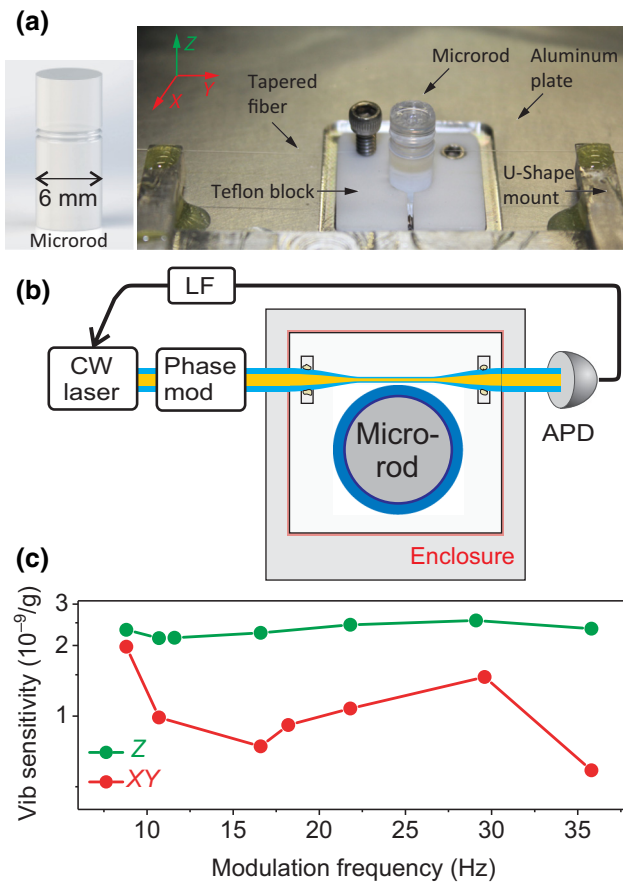 (a)
Z
Y
X
6 mm
Microrod
Tapered
fiber
Microrod
Aluminum
plate
Teflon block
U-Shape
mount
(b)
LF
CW
laser
Phase
mod
APD
Micro-
rod
Enclosure
(c)
Vib sensitivity (10⁻⁹/g)
3
2
1
Z
XY
10 15 20 25 30 35
Modulation frequency (Hz)